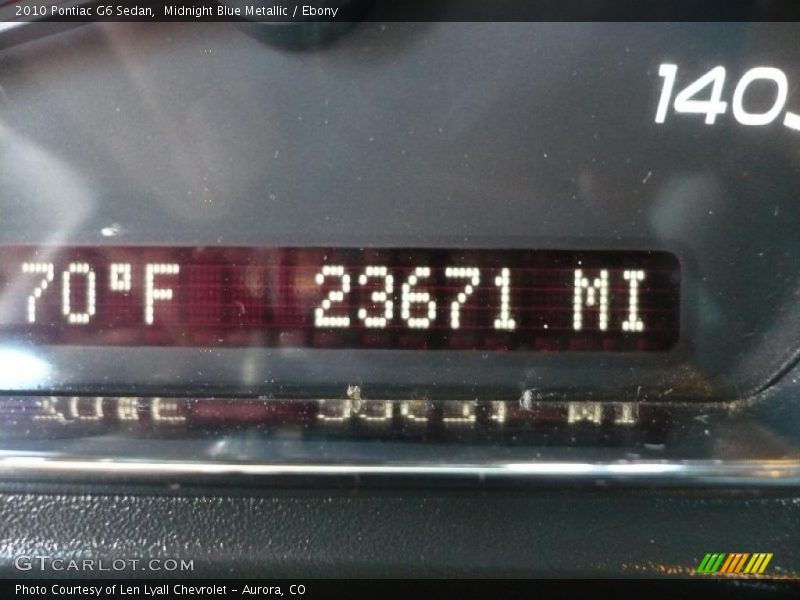 2010 Pontiac G6 Sedan,  Midnight Blue Metallic / Ebony
140
70°F 23671 MI
GTCARLOT.COM
Photo Courtesy of Len Lyall Chevrolet - Aurora, CO